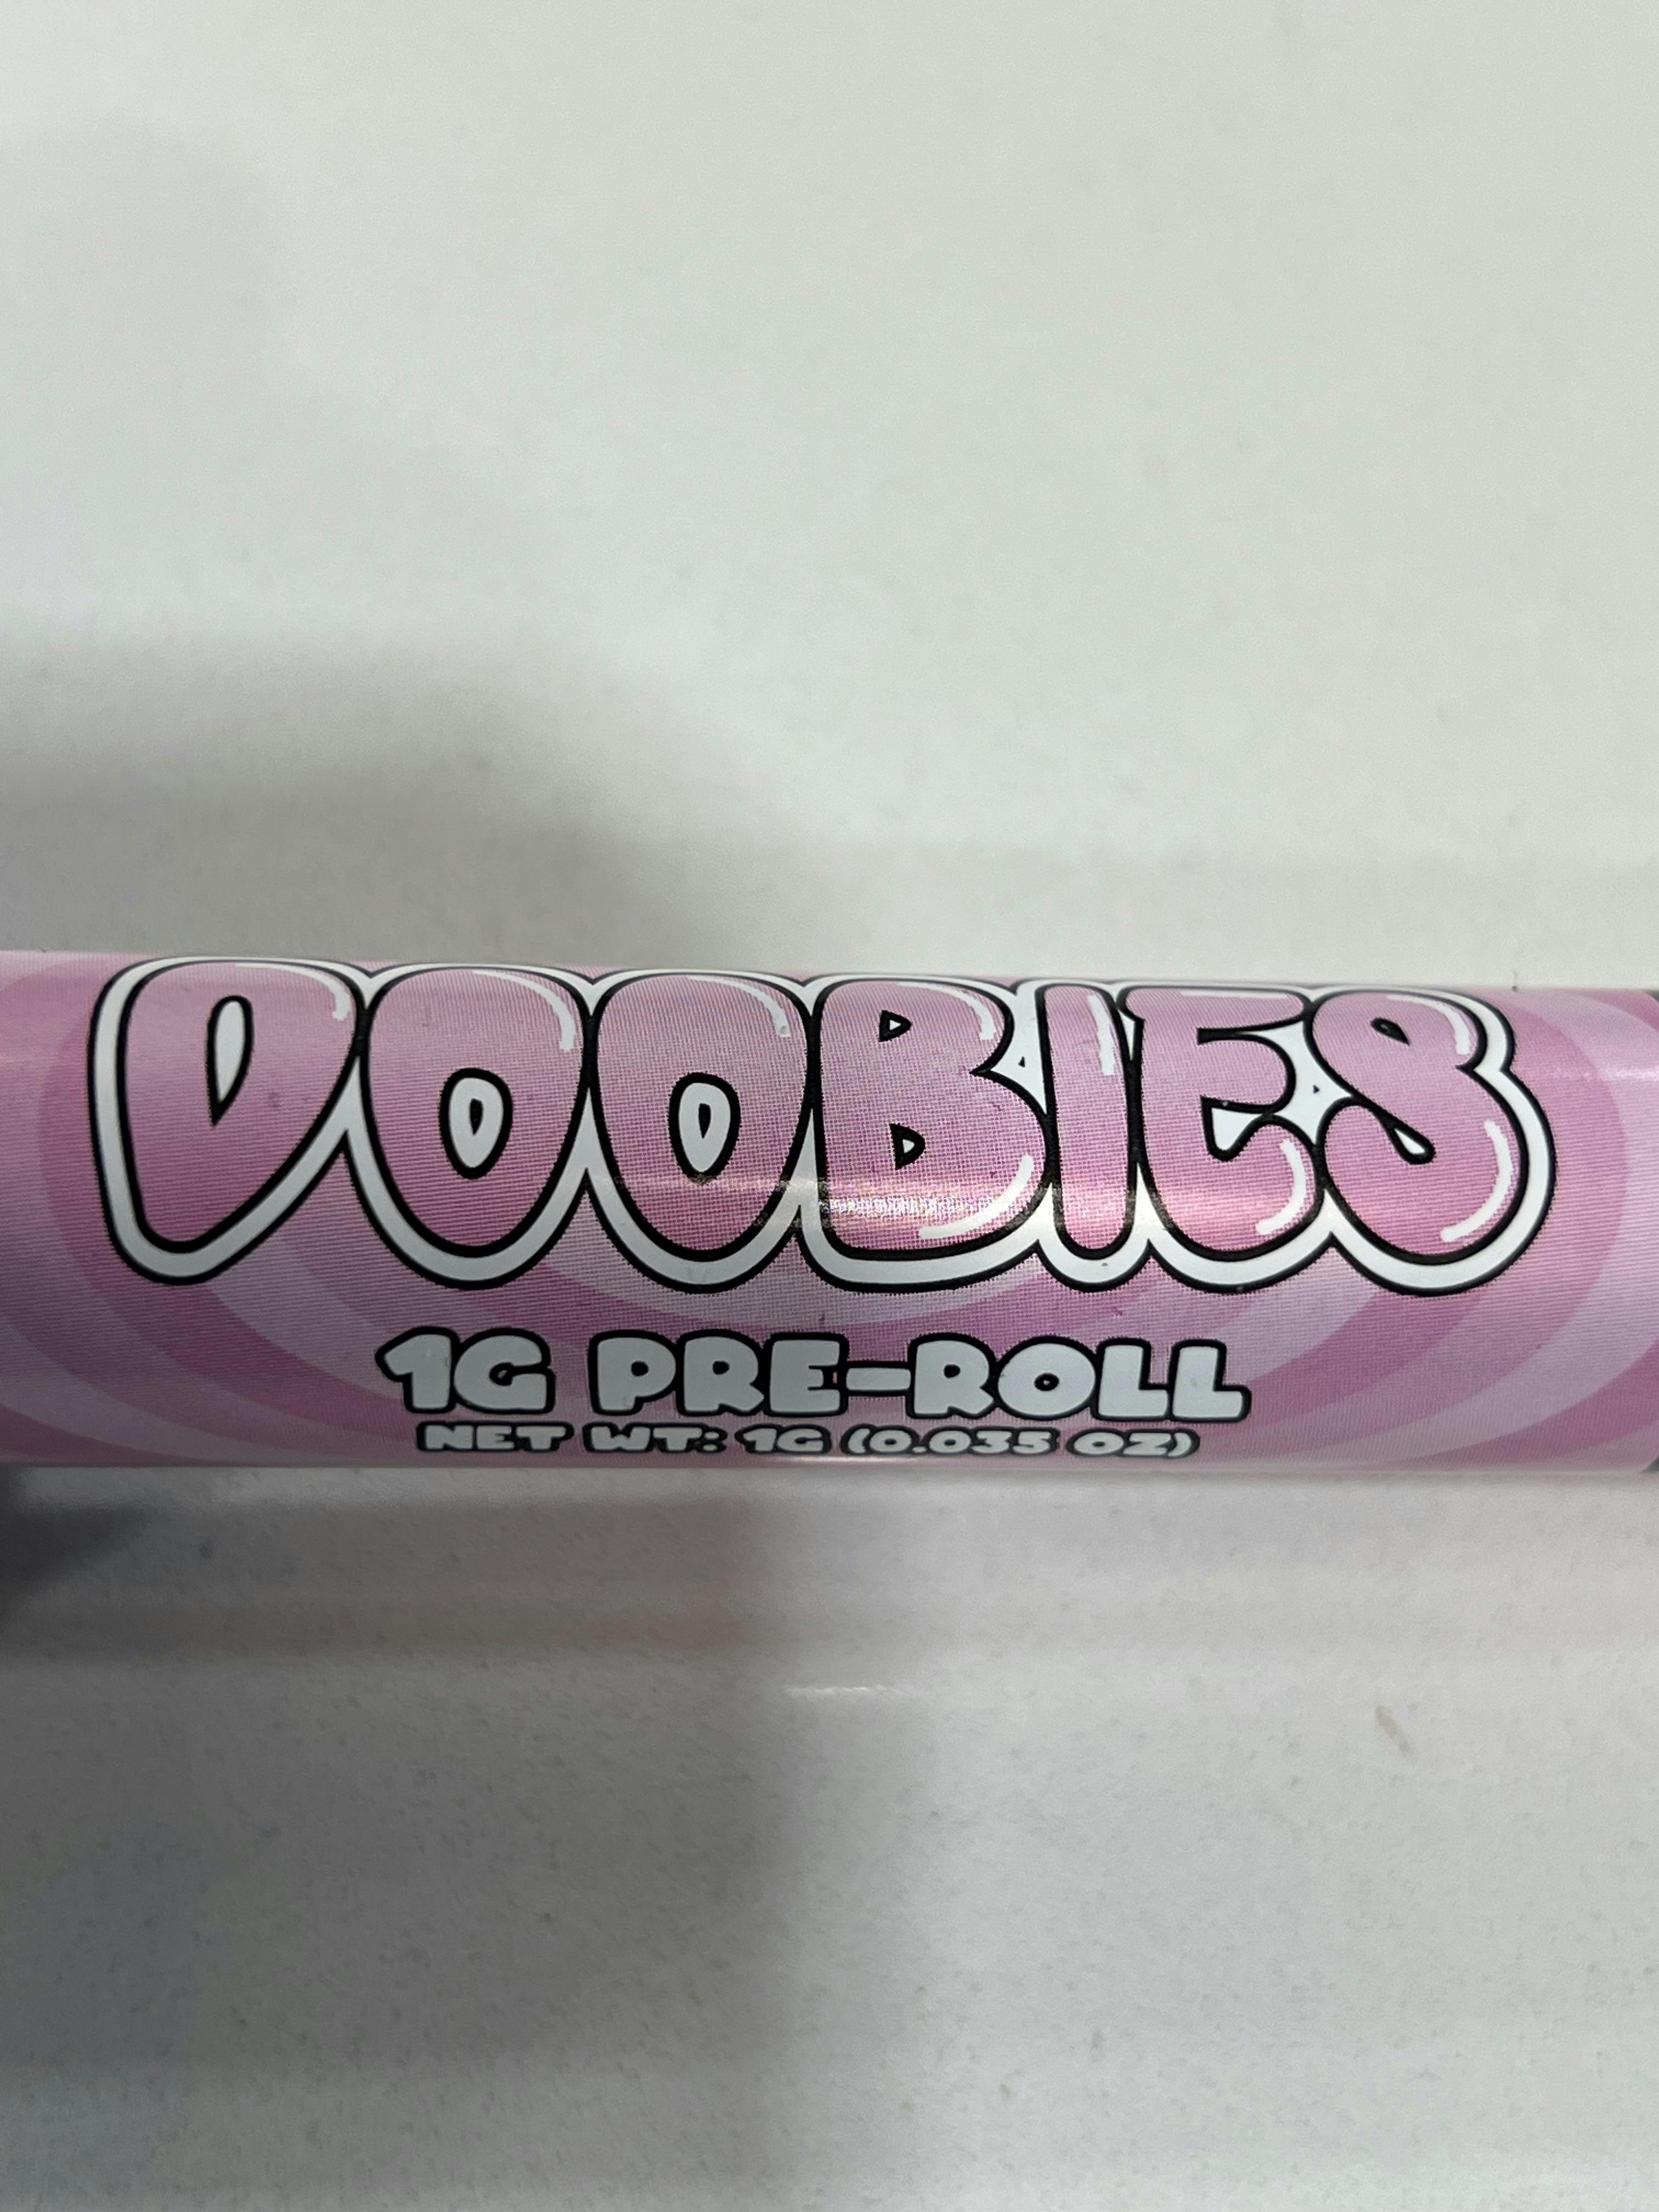 DOOBIES
1G PRE-ROLL
NET WT: 1G (0.035 OZ)